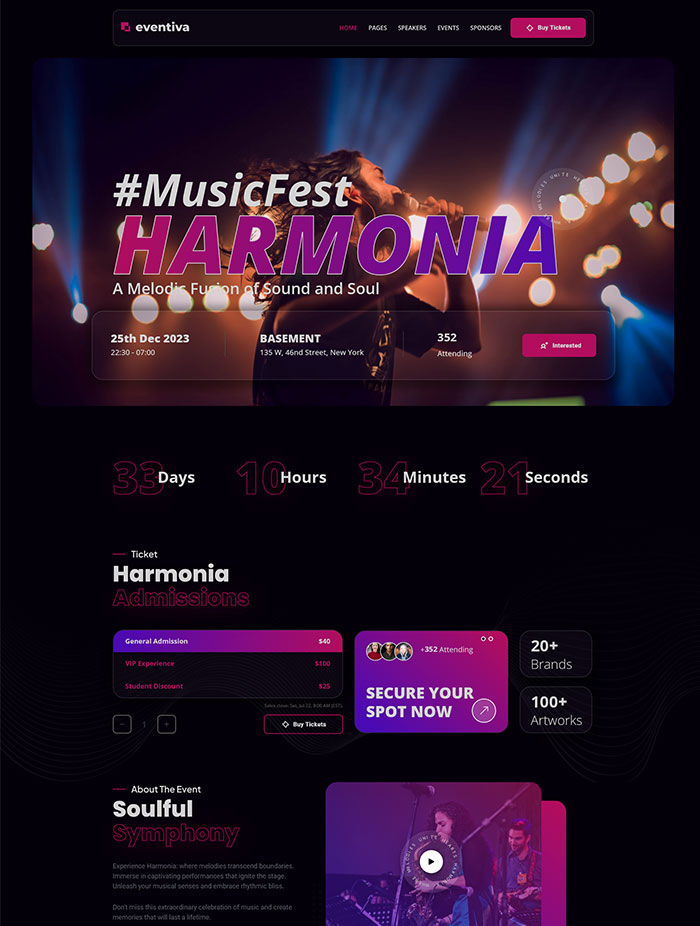 eventiva
HOME PAGES SPEAKERS EVENTS SPONSORS Buy Tickets
#MusicFest
HARMONIA
A Melodic Fusion of Sound and Soul
25th Dec 2023 BASEMENT 352
22:30 - 07:00 135 W, 46nd Street, New York Attending
Interested
33 Days 10 Hours 34 Minutes 21 Seconds
Ticket
Harmonia
Admissions
General Admission $40
VIP Experience $100
Student Discount $25
Sales close: Sat, Jul 22, 9:00 AM (EST).
− 1 + Buy Tickets
+352 Attending
SECURE YOUR
SPOT NOW
20+
Brands
100+
Artworks
About The Event
Soulful
Symphony
Experience Harmonia: where melodies transcend boundaries.
Immerse in captivating performances that ignite the stage.
Unleash your musical senses and embrace rhythmic bliss.
Don't miss this extraordinary celebration of music and create
memories that will last a lifetime.